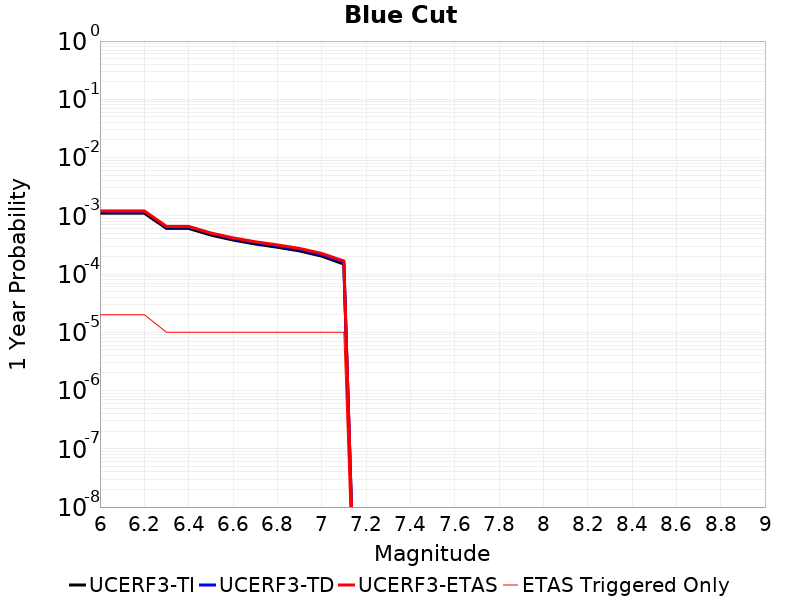 Blue Cut
10^0
10^-1
10^-2
10^-3
10^-4
10^-5
10^-6
10^-7
10^-8
1 Year Probability
6 6.2 6.4 6.6 6.8 7 7.2 7.4 7.6 7.8 8 8.2 8.4 8.6 8.8 9
Magnitude
UCERF3-TI UCERF3-TD UCERF3-ETAS ETAS Triggered Only